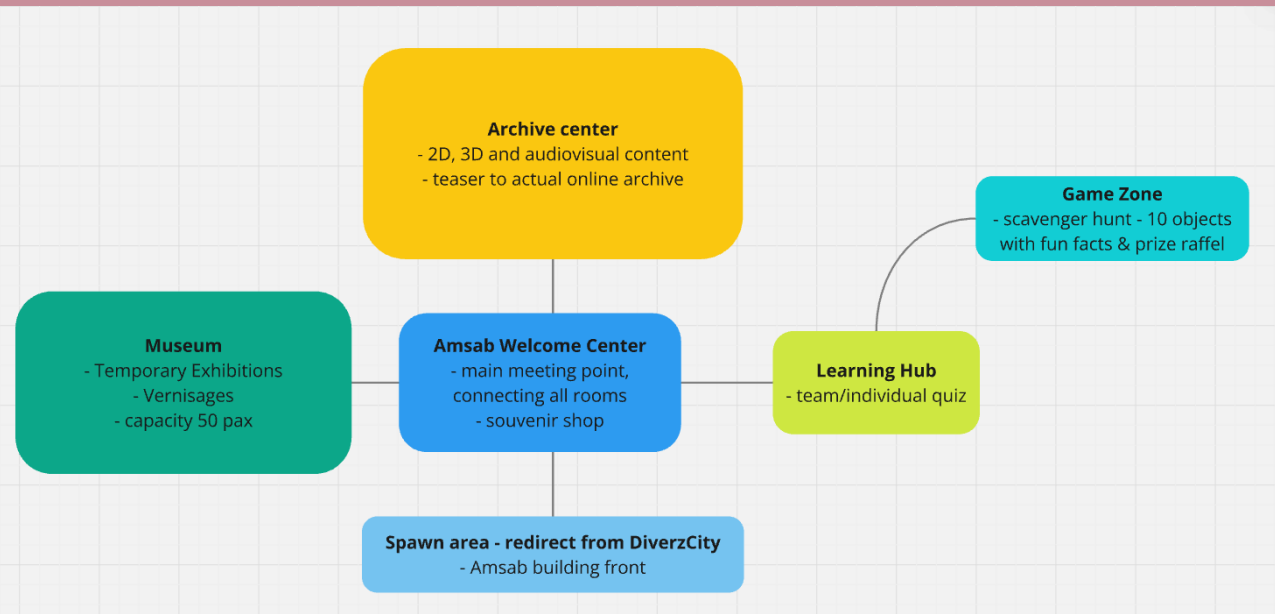 Archive center
- 2D, 3D and audiovisual content
- teaser to actual online archive
Game Zone
- scavenger hunt - 10 objects
with fun facts & prize raffel
Museum
- Temporary Exhibitions
- Vernisages
- capacity 50 pax
Amsab Welcome Center
- main meeting point,
connecting all rooms
- souvenir shop
Learning Hub
- team/individual quiz
Spawn area - redirect from DiverzCity
- Amsab building front